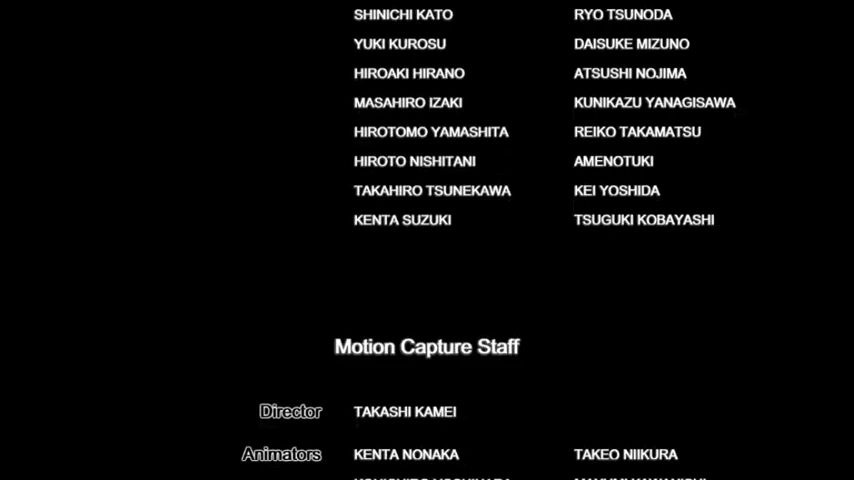 SHINICHI KATO RYO TSUNODA
YUKI KUROSU DAISUKE MIZUNO
HIROAKI HIRANO ATSUSHI NOJIMA
MASAHIRO IZAKI KUNIKAZU YANAGISAWA
HIROTOMO YAMASHITA REIKO TAKAMATSU
HIROTO NISHITANI AMENOTUKI
TAKAHIRO TSUNEKAWA KEI YOSHIDA
KENTA SUZUKI TSUGUKI KOBAYASHI
Motion Capture Staff
Director TAKASHI KAMEI
Animators KENTA NONAKA TAKEO NIIKURA